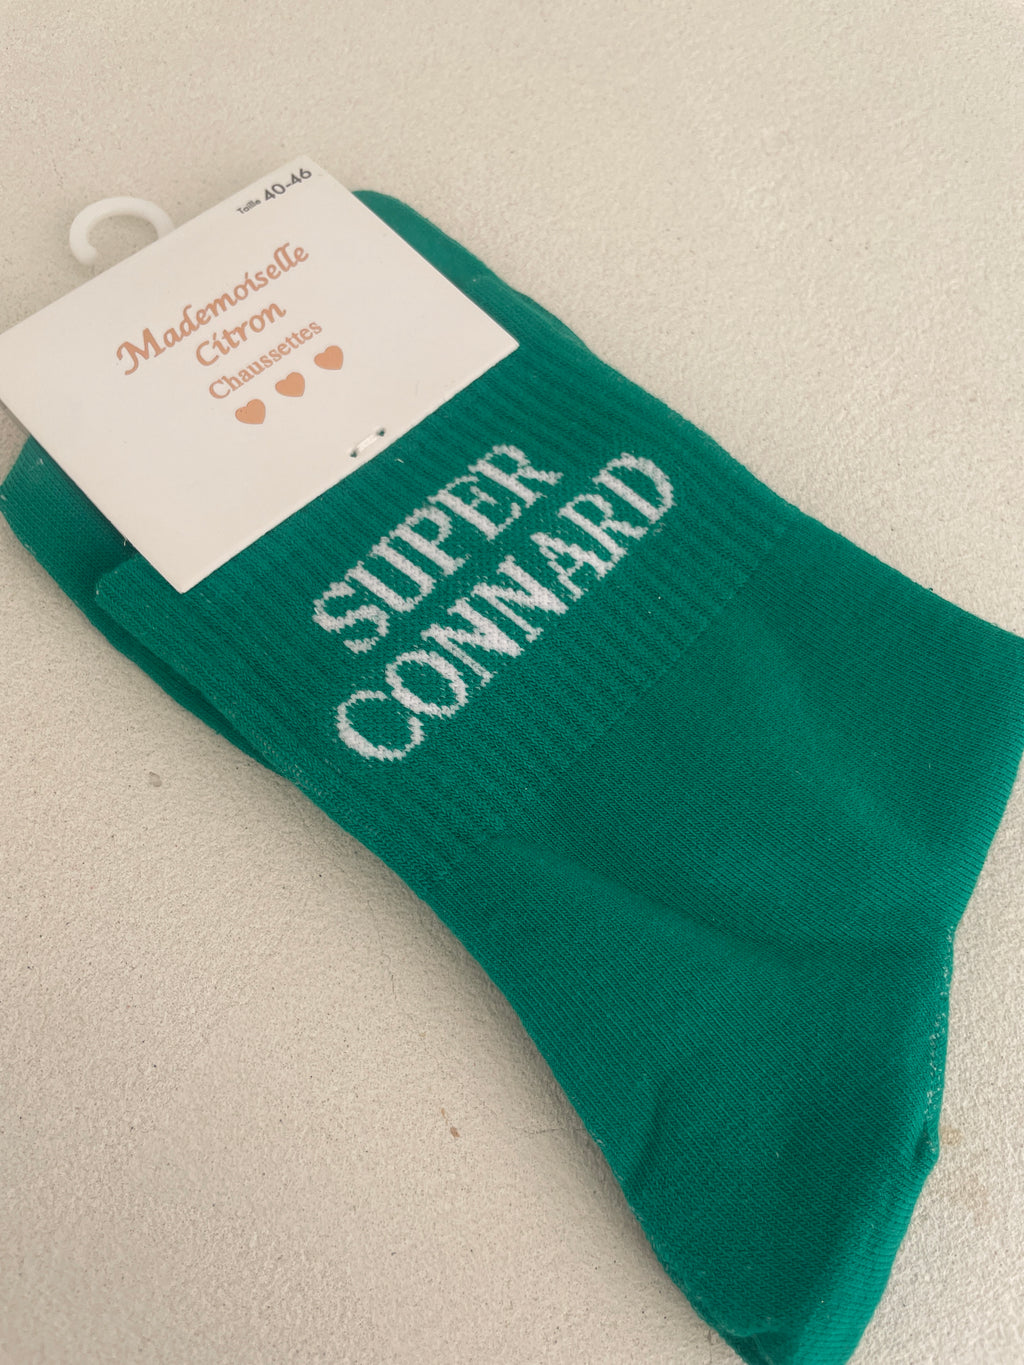 Taille 40-46
Mademoiselle
Citron
Chaussettes
SUPER
CONNARD